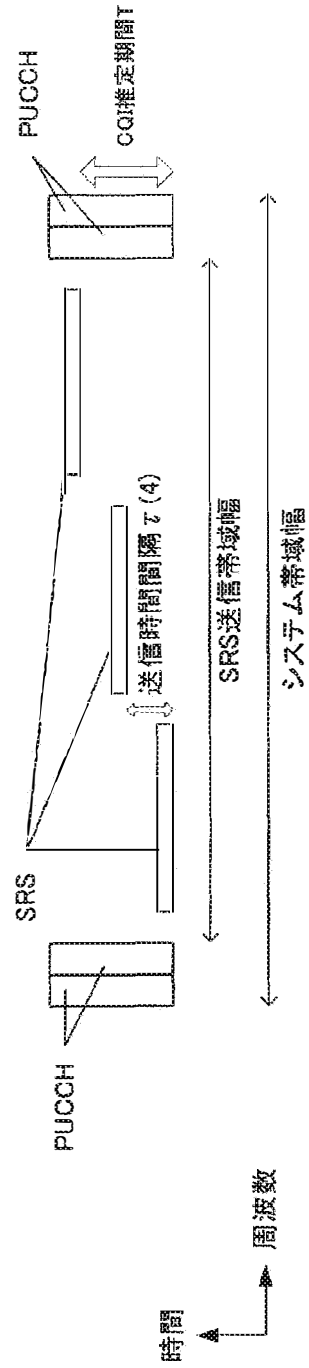 SRS
PUCCH
PUCCH
CQI推定期間T
送信時間間隔 τ (4)
SRS送信帯域幅
システム帯域幅
時間
周波数